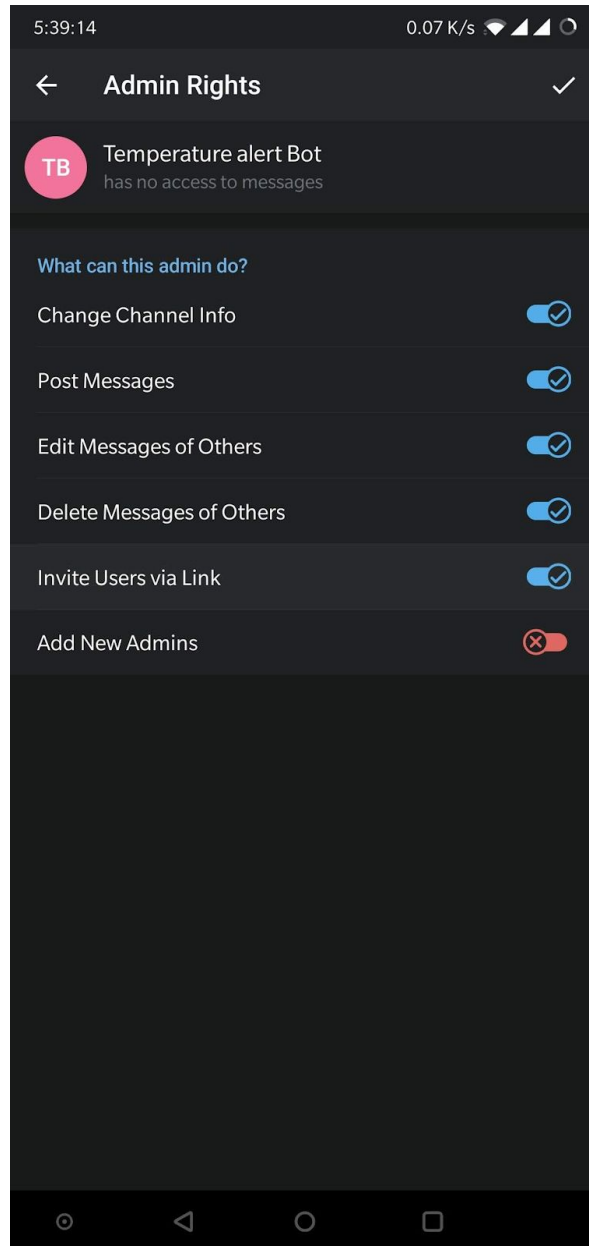 5:39:14 0.07 K/s
Admin Rights
TB
Temperature alert Bot
has no access to messages
What can this admin do?
Change Channel Info
Post Messages
Edit Messages of Others
Delete Messages of Others
Invite Users via Link
Add New Admins